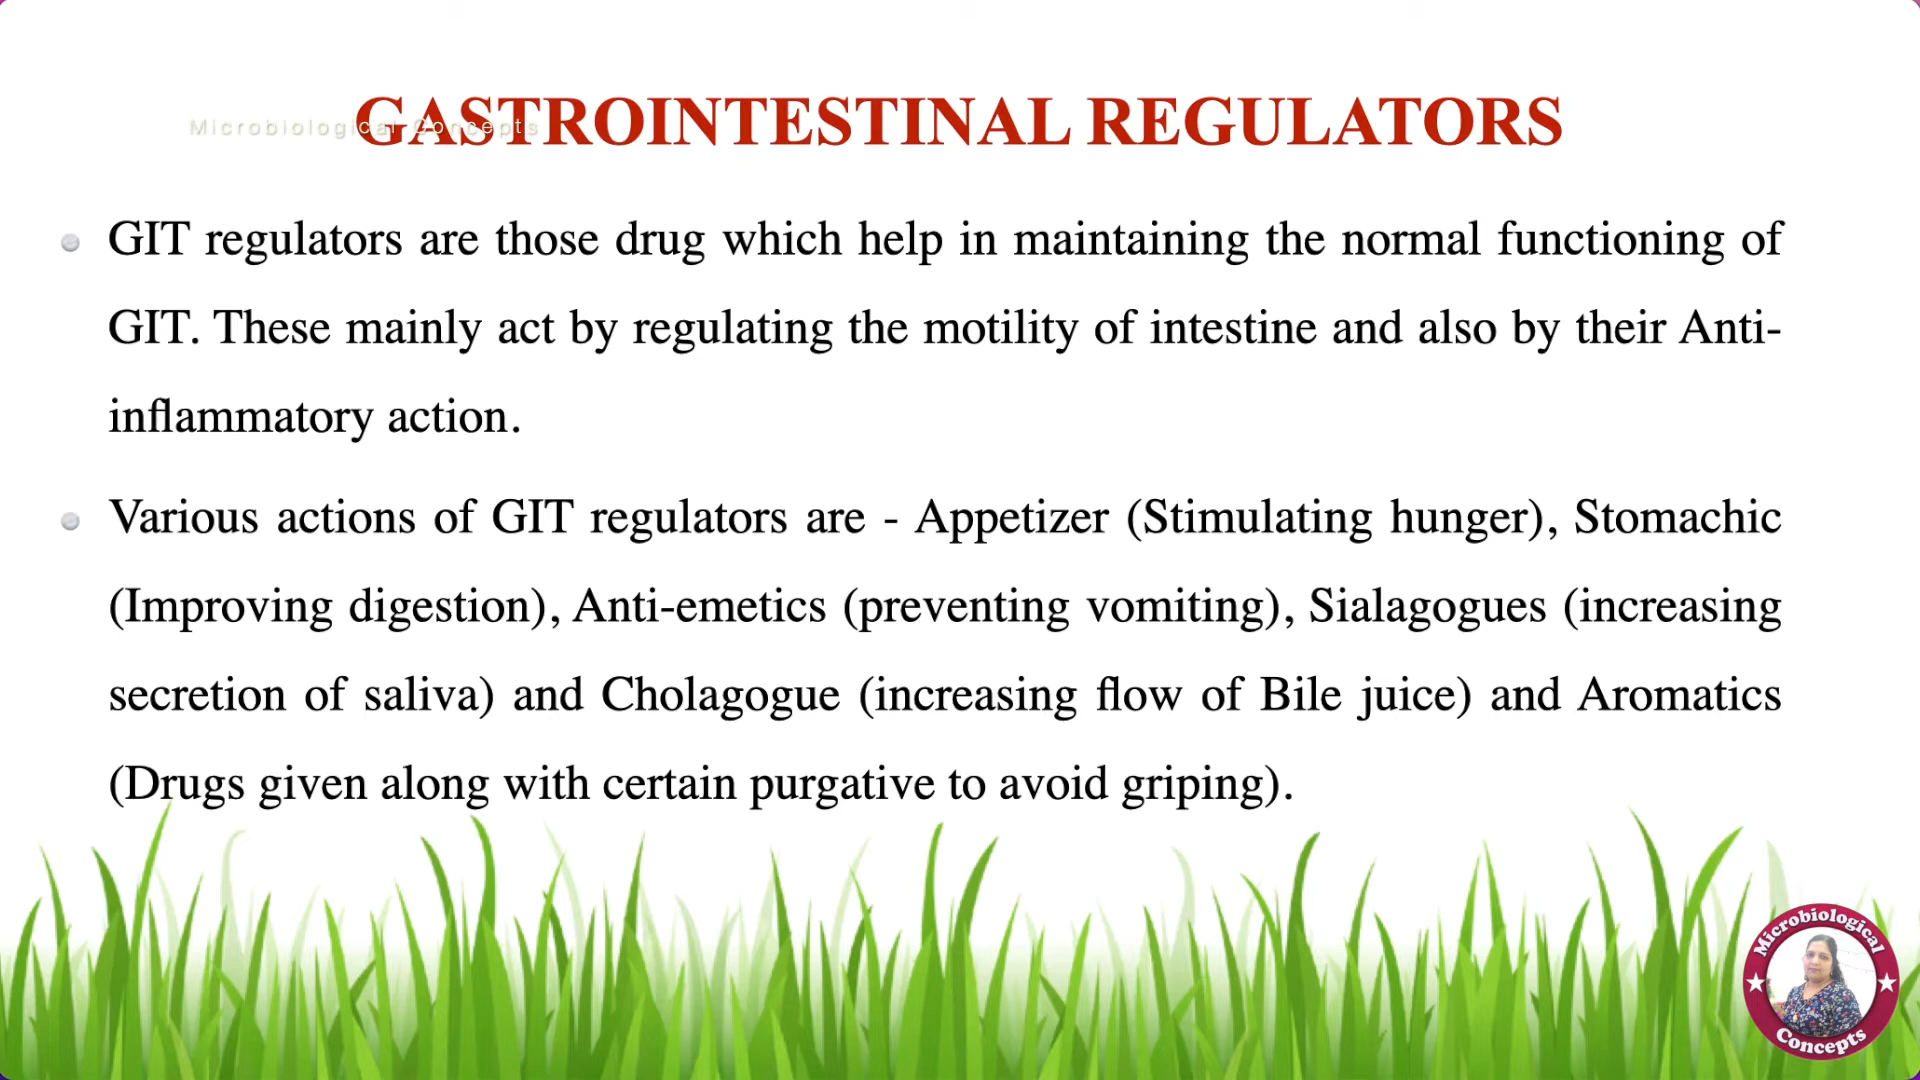 GASTROINTESTINAL REGULATORS
Microbiological Concepts
GIT regulators are those drug which help in maintaining the normal functioning of
GIT. These mainly act by regulating the motility of intestine and also by their Anti-
inflammatory action.
Various actions of GIT regulators are - Appetizer (Stimulating hunger), Stomachic
(Improving digestion), Anti-emetics (preventing vomiting), Sialagogues (increasing
secretion of saliva) and Cholagogue (increasing flow of Bile juice) and Aromatics
(Drugs given along with certain purgative to avoid griping).
Microbiological
Concepts